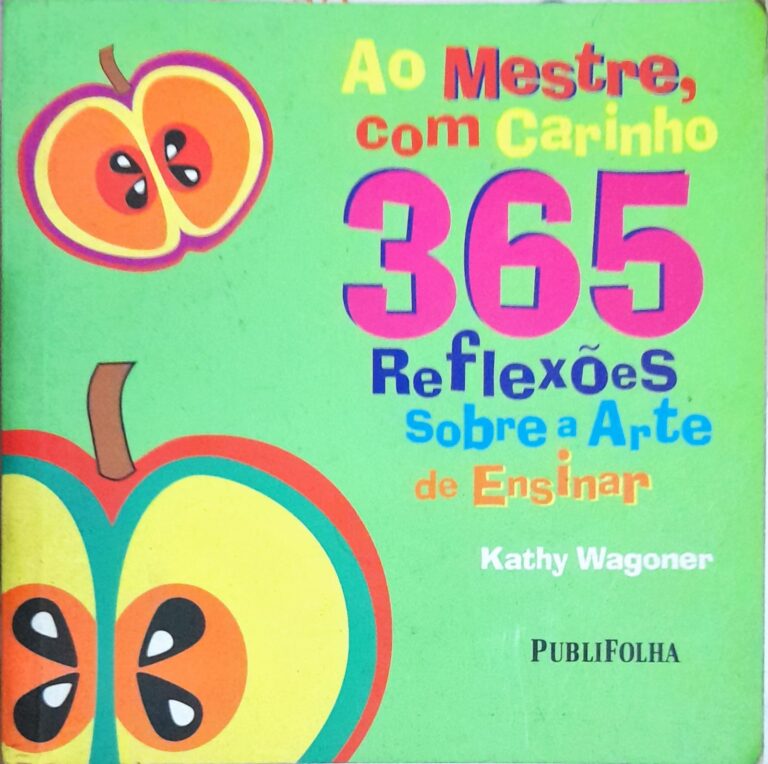 Ao Mestre,
com Carinho
365
Reflexões
Sobre a Arte
de Ensinar
Kathy Wagoner
PUBLIFOLHA